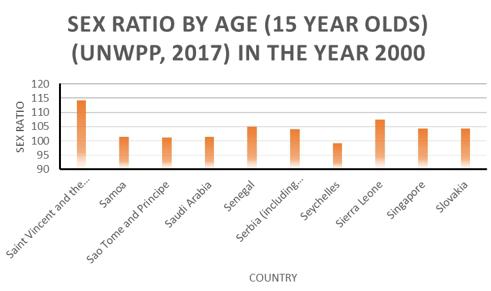 SEX RATIO BY AGE (15 YEAR OLDS)
(UNWPP, 2017) IN THE YEAR 2000
120
115
110
105
100
95
90
SEX RATIO
Saint Vincent and the...
Samoa
Sao Tome and Principe
Saudi Arabia
Senegal
Serbia (including...
Seychelles
Sierra Leone
Singapore
Slovakia
COUNTRY